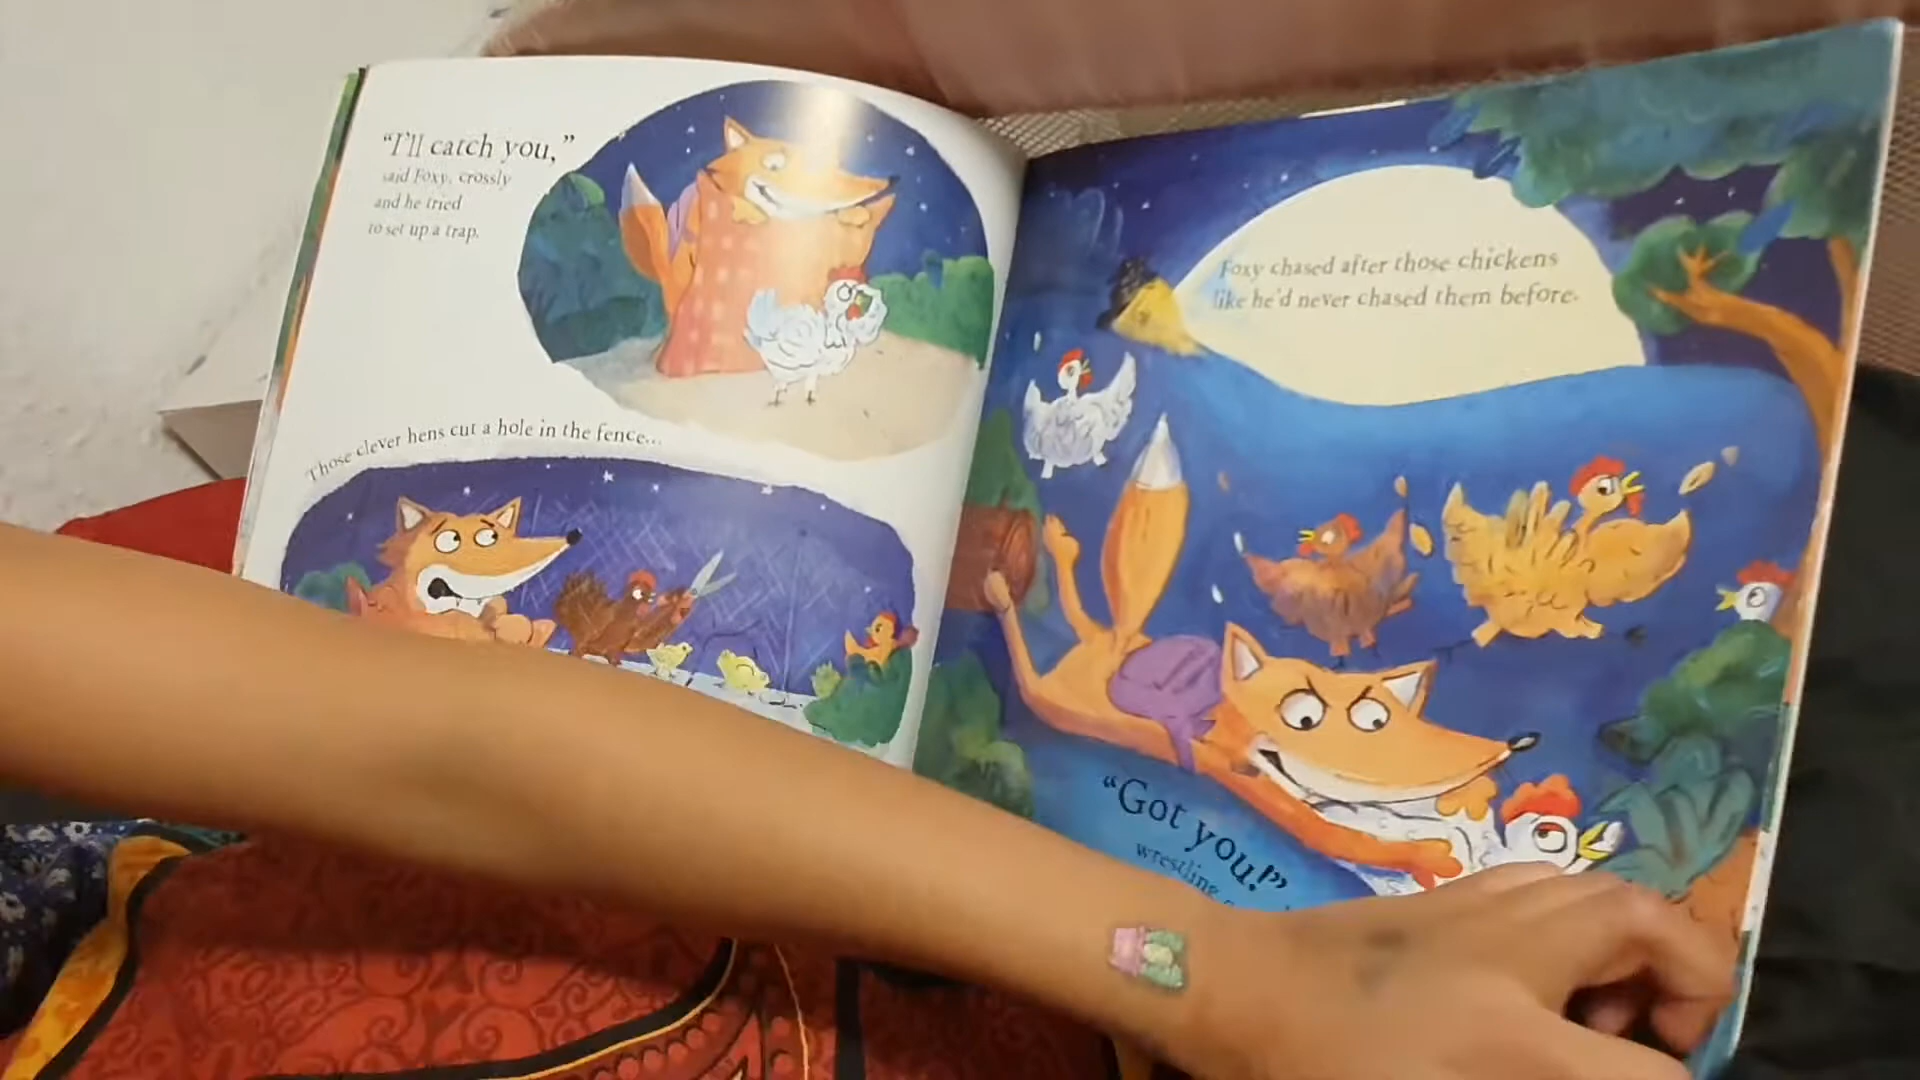 “I’ll catch you,”
said Foxy, crossly
and he tried
to set up a trap.
Those clever hens cut a hole in the fence...
Foxy chased after those chickens
like he’d never chased them before.
“Got you!”
wrestling